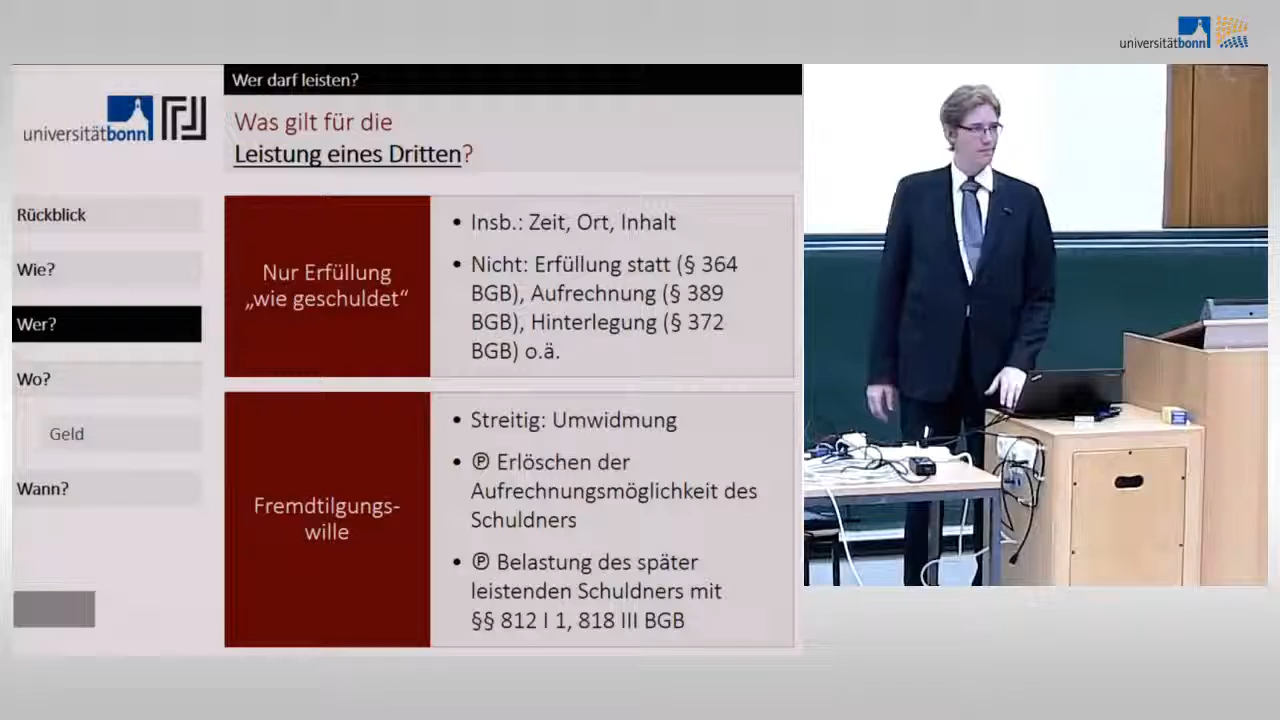 universitätbonn
Wer darf leisten?
universitätbonn
Was gilt für die
Leistung eines Dritten?
Rückblick
Wie?
Wer?
Wo?
Geld
Wann?
Nur Erfüllung
„wie geschuldet“
• Insb.: Zeit, Ort, Inhalt
• Nicht: Erfüllung statt (§ 364
BGB), Aufrechnung (§ 389
BGB), Hinterlegung (§ 372
BGB) o.ä.
Fremdtilgungs-
wille
• Streitig: Umwidmung
• ℗ Erlöschen der
Aufrechnungsmöglichkeit des
Schuldners
• ℗ Belastung des später
leistenden Schuldners mit
§§ 812 I 1, 818 III BGB